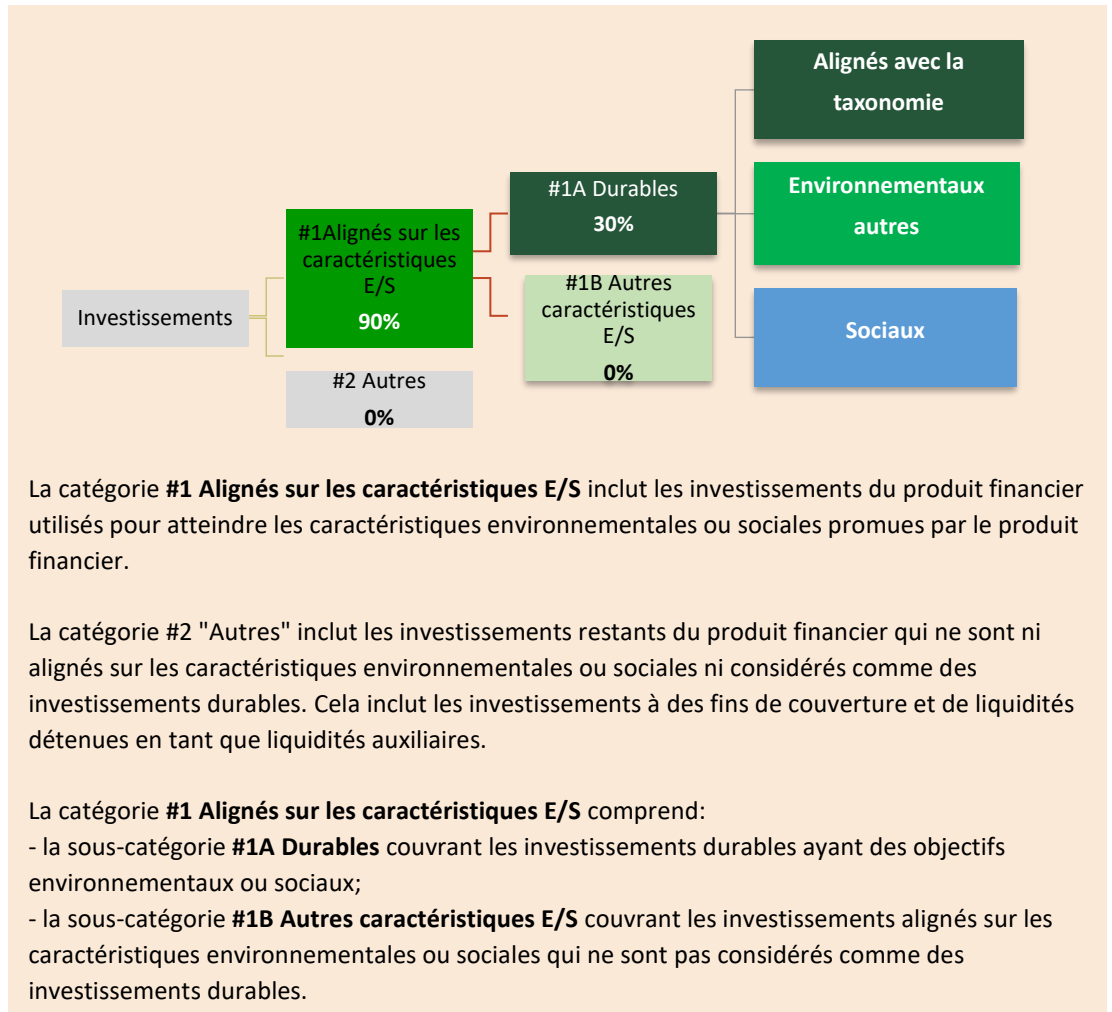 Alignés avec la
taxonomie
#1A Durables
30%
Environnementaux
autres
#1Alignés sur les
caractéristiques
E/S
90%
#1B Autres
caractéristiques
E/S
0%
Investissements
Sociaux
#2 Autres
0%
La catégorie #1 Alignés sur les caractéristiques E/S inclut les investissements du produit financier
utilisés pour atteindre les caractéristiques environnementales ou sociales promues par le produit
financier.
La catégorie #2 "Autres" inclut les investissements restants du produit financier qui ne sont ni
alignés sur les caractéristiques environnementales ou sociales ni considérés comme des
investissements durables. Cela inclut les investissements à des fins de couverture et de liquidités
détenues en tant que liquidités auxiliaires.
La catégorie #1 Alignés sur les caractéristiques E/S comprend:
- la sous-catégorie #1A Durables couvrant les investissements durables ayant des objectifs
environnementaux ou sociaux;
- la sous-catégorie #1B Autres caractéristiques E/S couvrant les investissements alignés sur les
caractéristiques environnementales ou sociales qui ne sont pas considérés comme des
investissements durables.